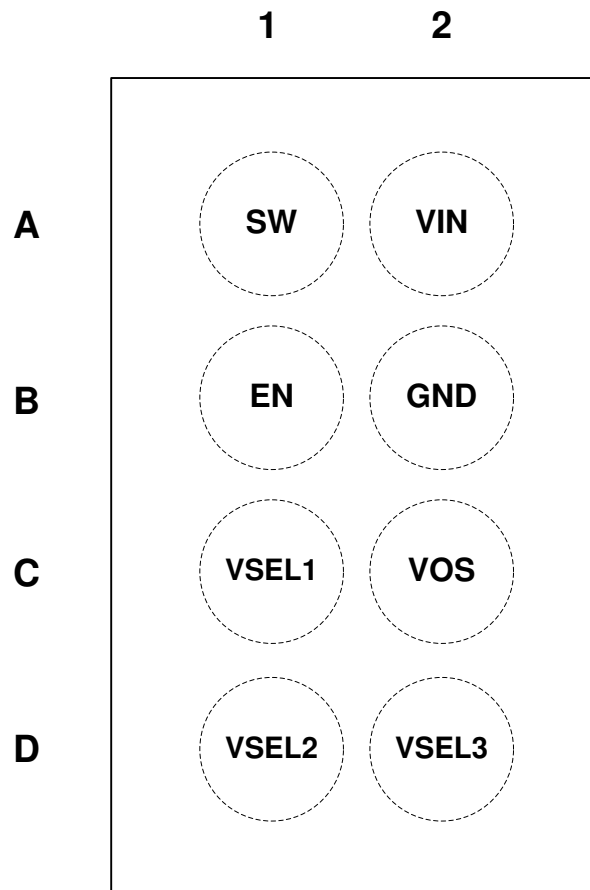 1 2
A SW VIN
B EN GND
C VSEL1 VOS
D VSEL2 VSEL3